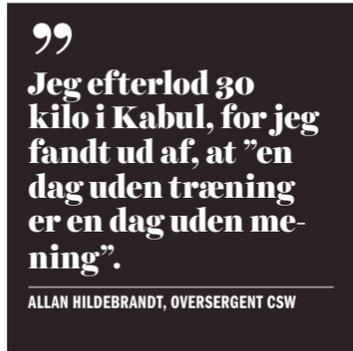 ”
Jeg efterlod 30
kilo i Kabul, for jeg
fandt ud af, at ”en
dag uden træning
er en dag uden me-
ning”.
ALLAN HILDEBRANDT, OVERSERGENT CSW